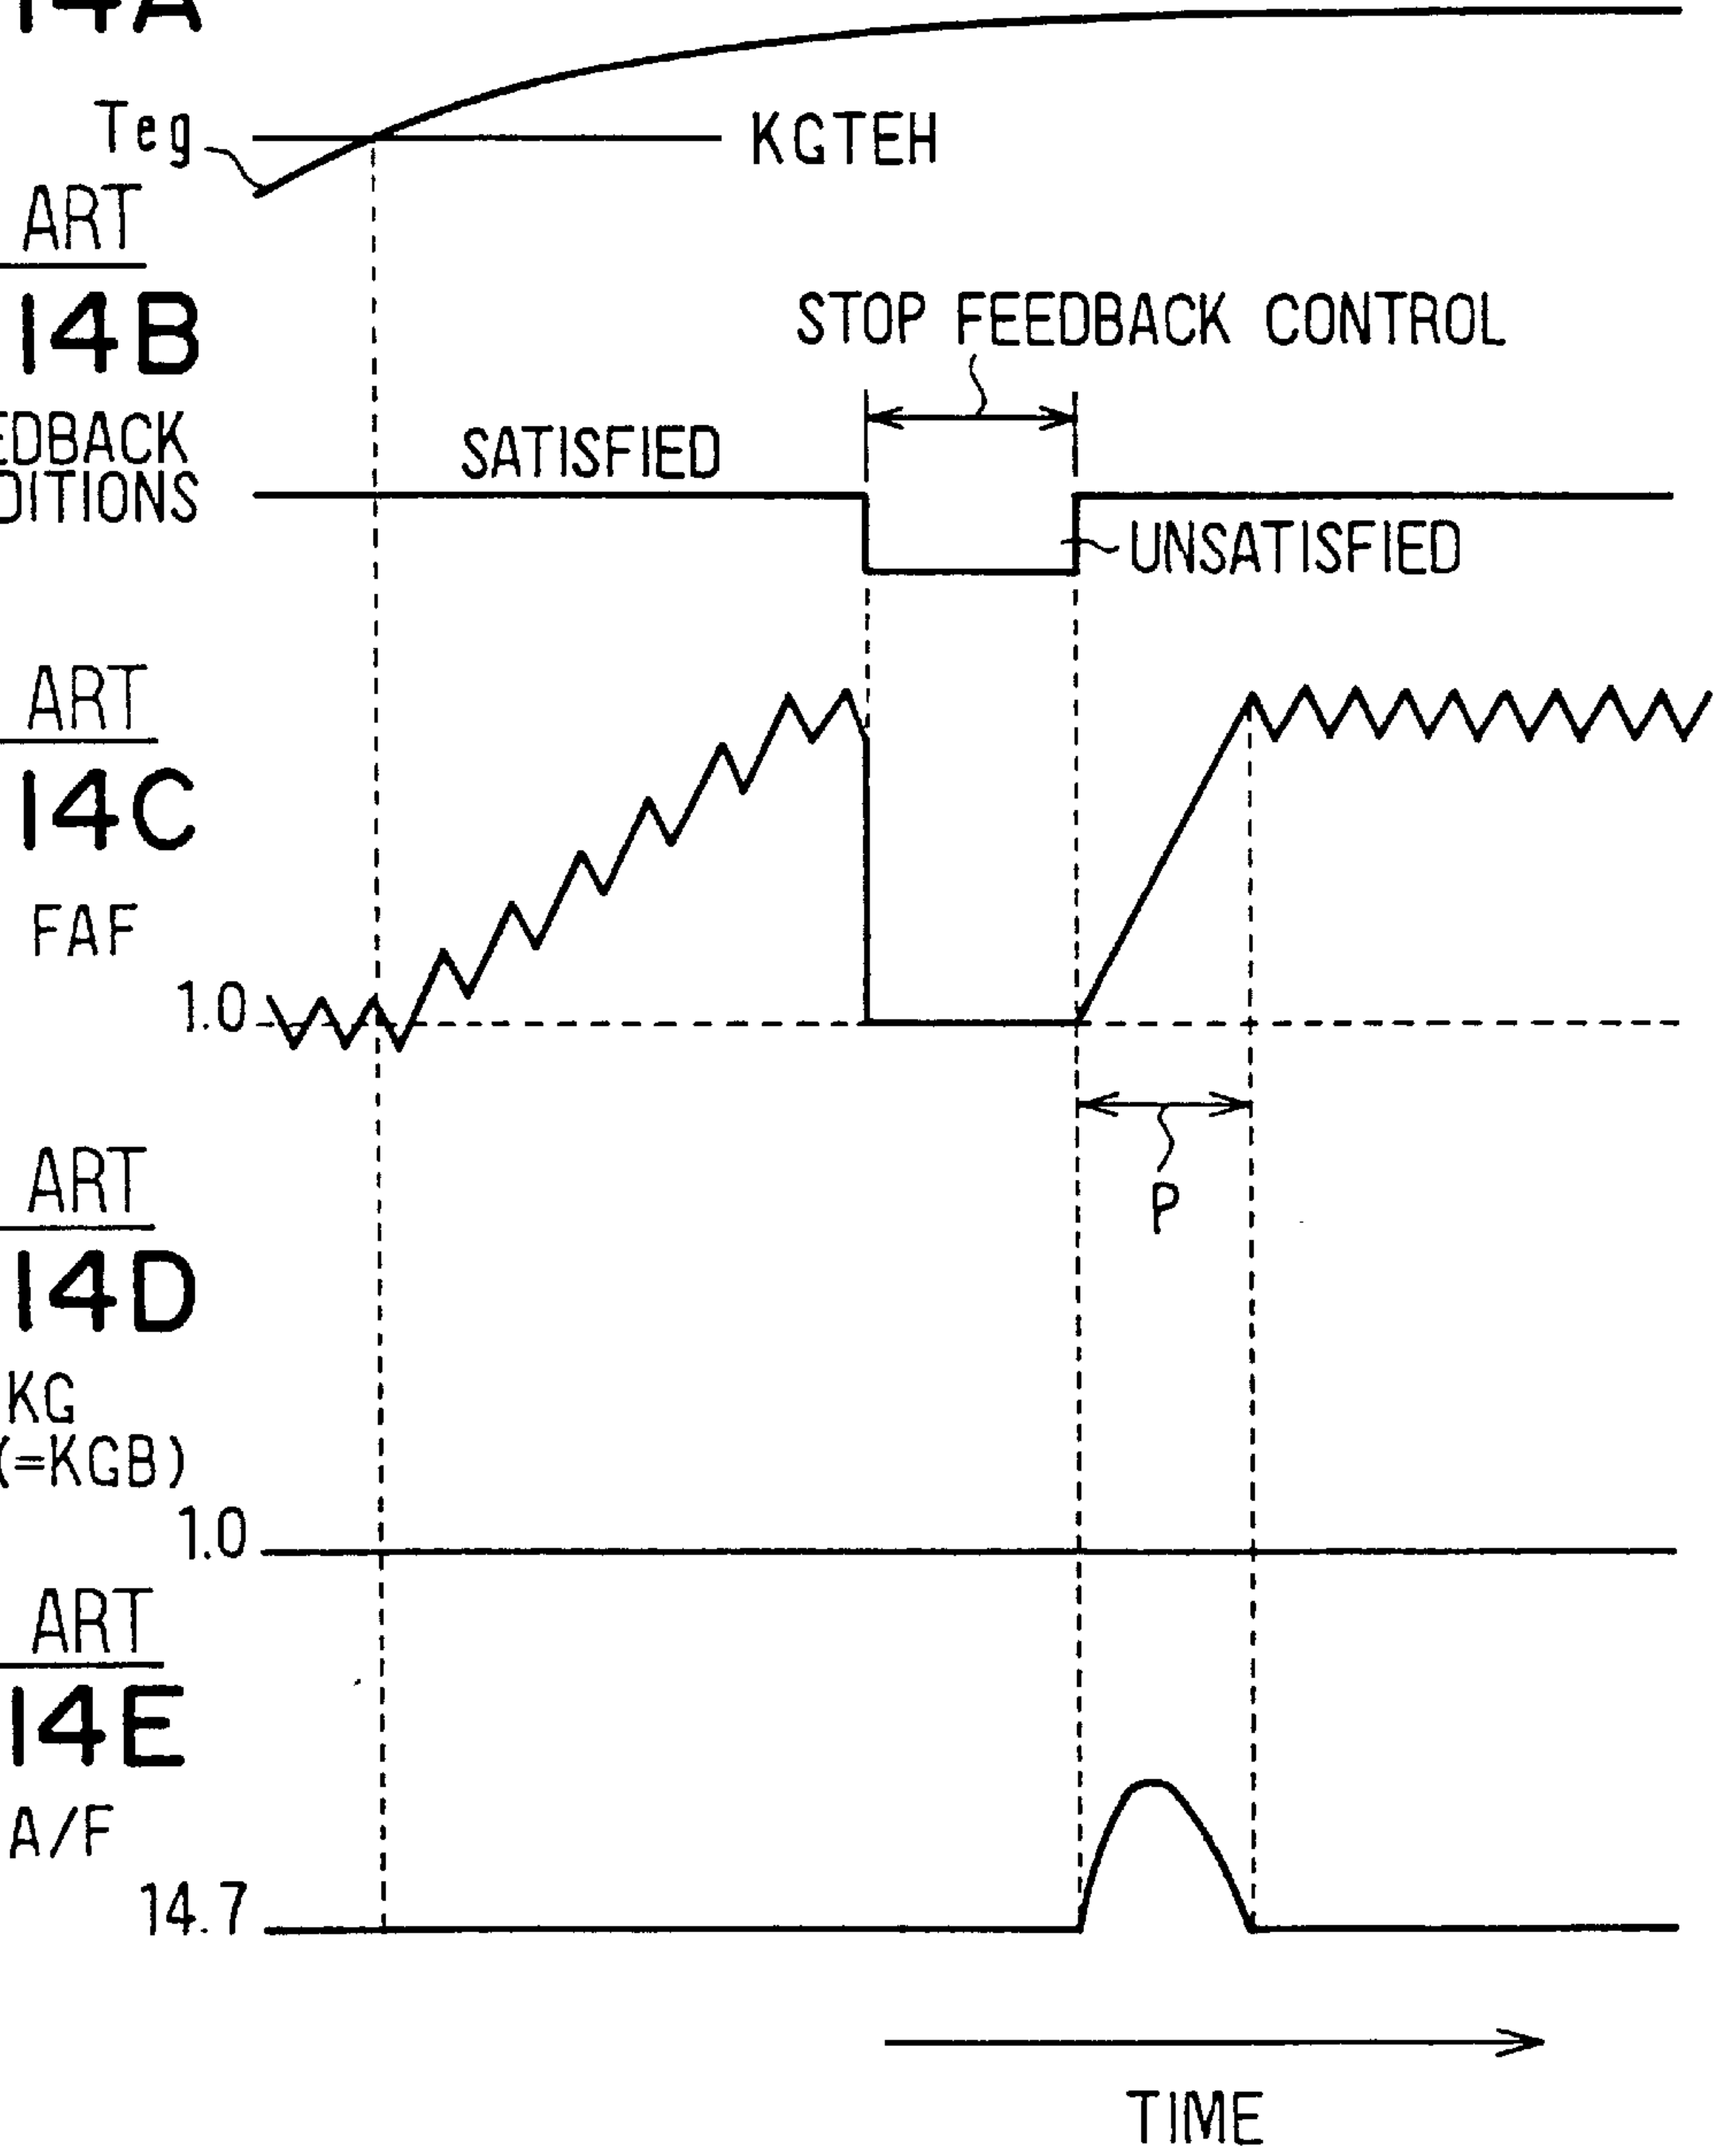 14A
Teg
KGTEH
ART
14B
STOP FEEDBACK CONTROL
EDBACK
DITIONS
SATISFIED
UNSATISFIED
ART
14C
FAF
1.0
P
ART
14D
KG
(=KGB)
1.0
ART
14E
A/F
14.7
TIME